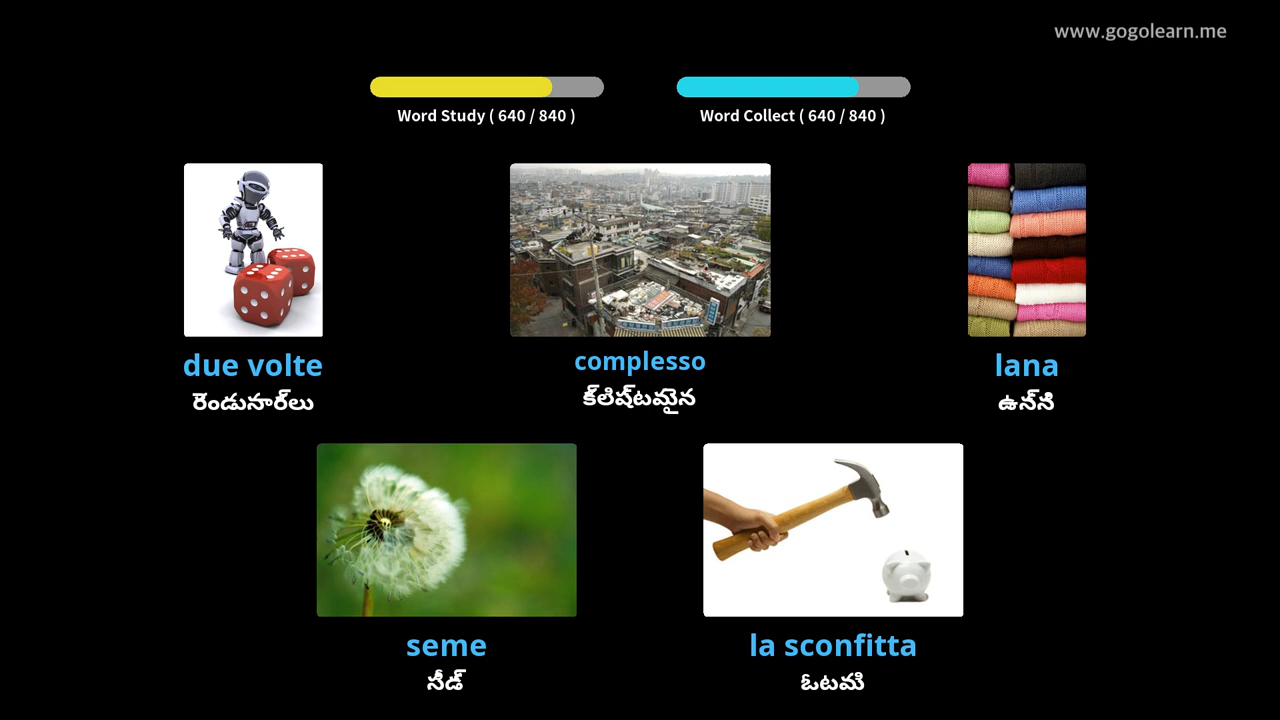 www.gogolearn.me
Word Study ( 640 / 840 )
Word Collect ( 640 / 840 )
due volte
రెండుసార్‌లు
complesso
క్‌లిష్‌టమైన
lana
ఉన్‌ని
seme
సీడ్
la sconfitta
ఓటమి